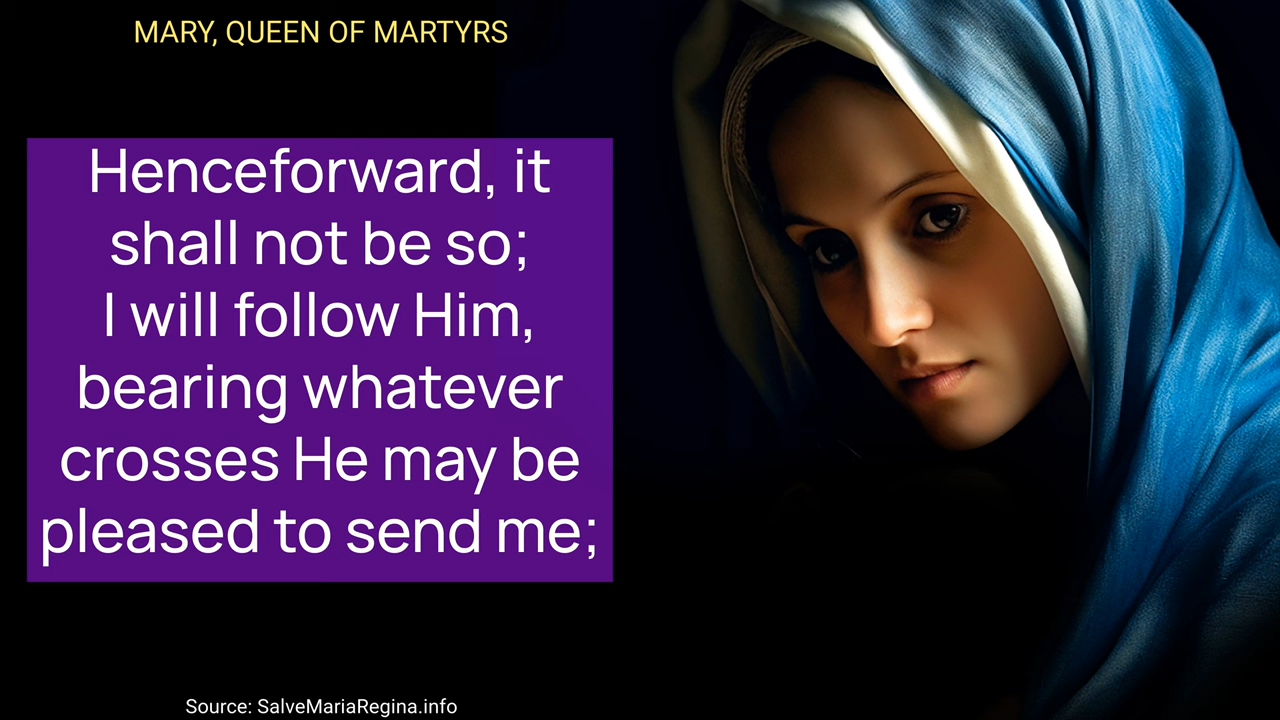 MARY, QUEEN OF MARTYRS
Henceforward, it
shall not be so;
I will follow Him,
bearing whatever
crosses He may be
pleased to send me;
Source: SalveMariaRegina.info